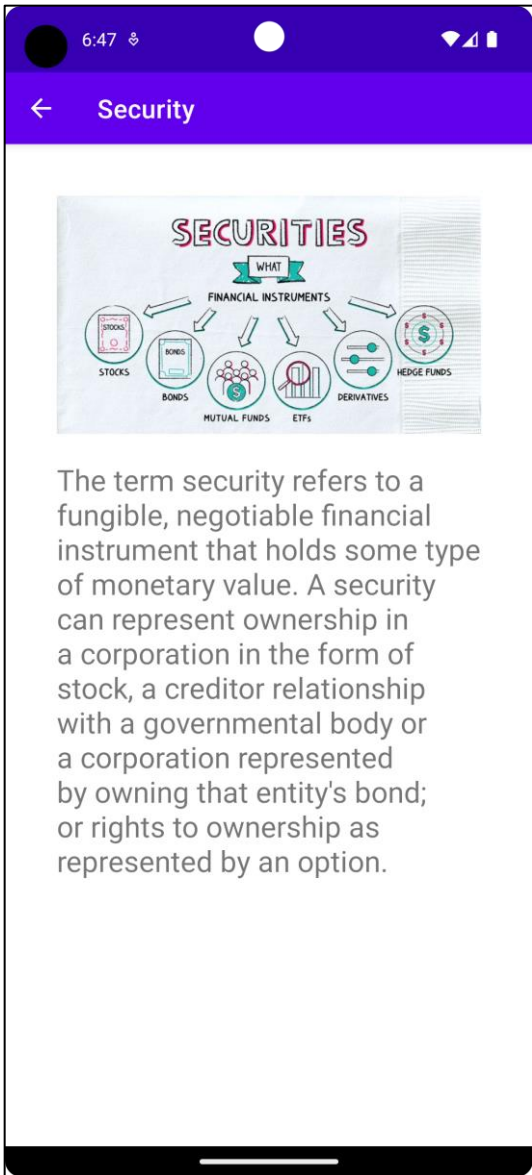 6:47
Security
SECURITIES
WHAT
FINANCIAL INSTRUMENTS
STOCKS
STOCKS
BONDS
BONDS
MUTUAL FUNDS
ETFs
DERIVATIVES
HEDGE FUNDS
The term security refers to a
fungible, negotiable financial
instrument that holds some type
of monetary value. A security
can represent ownership in
a corporation in the form of
stock, a creditor relationship
with a governmental body or
a corporation represented
by owning that entity's bond;
or rights to ownership as
represented by an option.